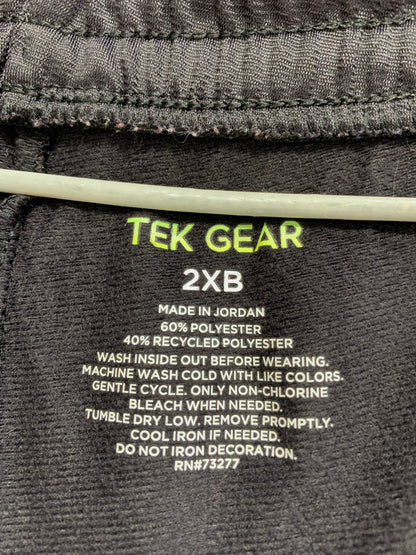 TEK GEAR
2XB
MADE IN JORDAN
60% POLYESTER
40% RECYCLED POLYESTER
WASH INSIDE OUT BEFORE WEARING.
MACHINE WASH COLD WITH LIKE COLORS.
GENTLE CYCLE. ONLY NON-CHLORINE
BLEACH WHEN NEEDED.
TUMBLE DRY LOW. REMOVE PROMPTLY.
COOL IRON IF NEEDED.
DO NOT IRON DECORATION.
RN#73277